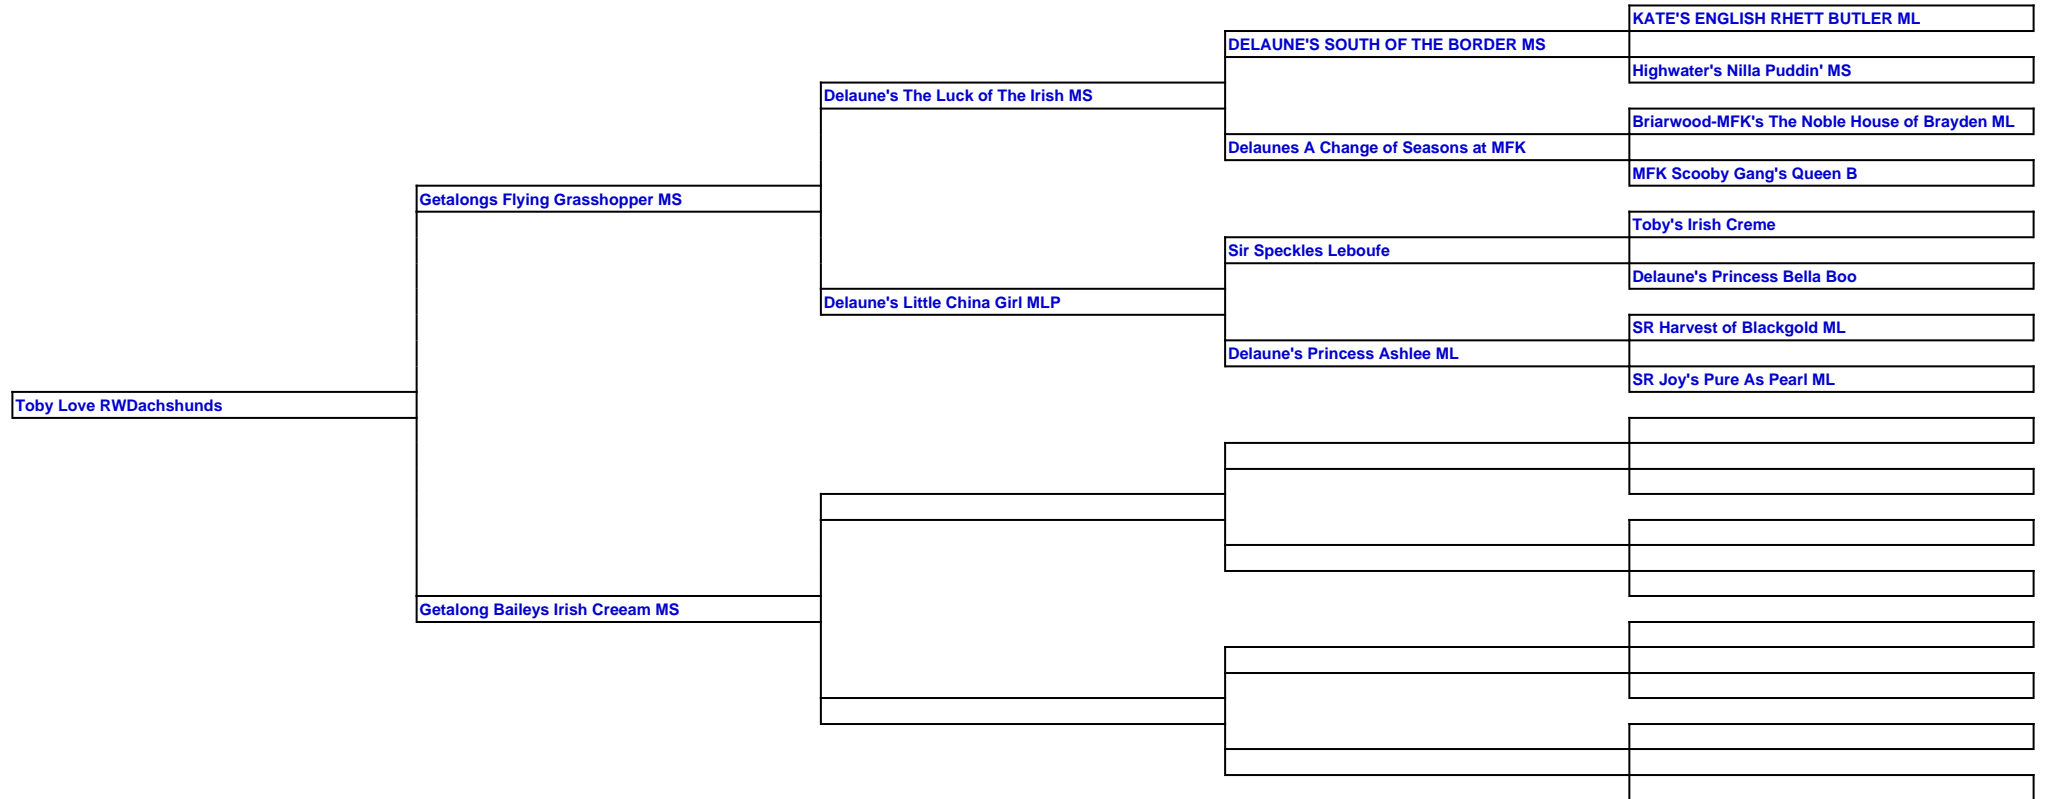 KATE'S ENGLISH RHETT BUTLER ML
DELAUNE'S SOUTH OF THE BORDER MS
Highwater's Nilla Puddin' MS
Delaune's The Luck of The Irish MS
Briarwood-MFK's The Noble House of Brayden ML
Delaunes A Change of Seasons at MFK
MFK Scooby Gang's Queen B
Getalongs Flying Grasshopper MS
Toby's Irish Creme
Sir Speckles Leboufe
Delaune's Princess Bella Boo
Delaune's Little China Girl MLP
SR Harvest of Blackgold ML
Delaune's Princess Ashlee ML
SR Joy's Pure As Pearl ML
Toby Love RWDachshunds
Getalong Baileys Irish Creeam MS